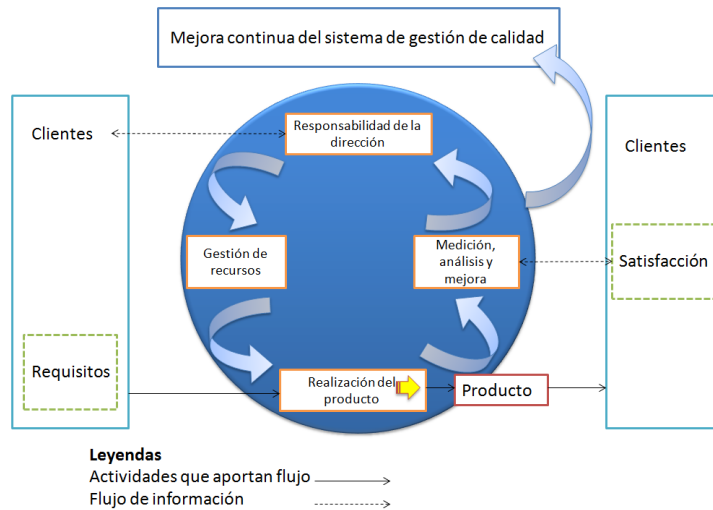 Mejora continua del sistema de gestión de calidad
Clientes
Responsabilidad de la
dirección
Clientes
Gestión de
recursos
Medición,
análisis y
mejora
Satisfacción
Requisitos
Realización del
producto
Producto
Leyendas
Actividades que aportan flujo
Flujo de información